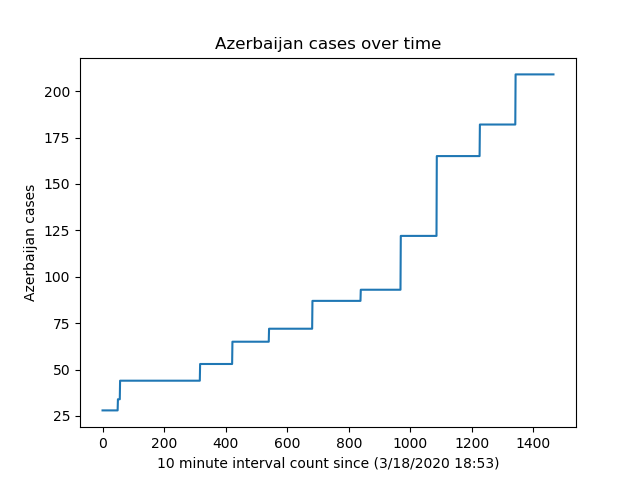 Azerbaijan cases over time
Azerbaijan cases
200
175
150
125
100
75
50
25
0 200 400 600 800 1000 1200 1400
10 minute interval count since (3/18/2020 18:53)